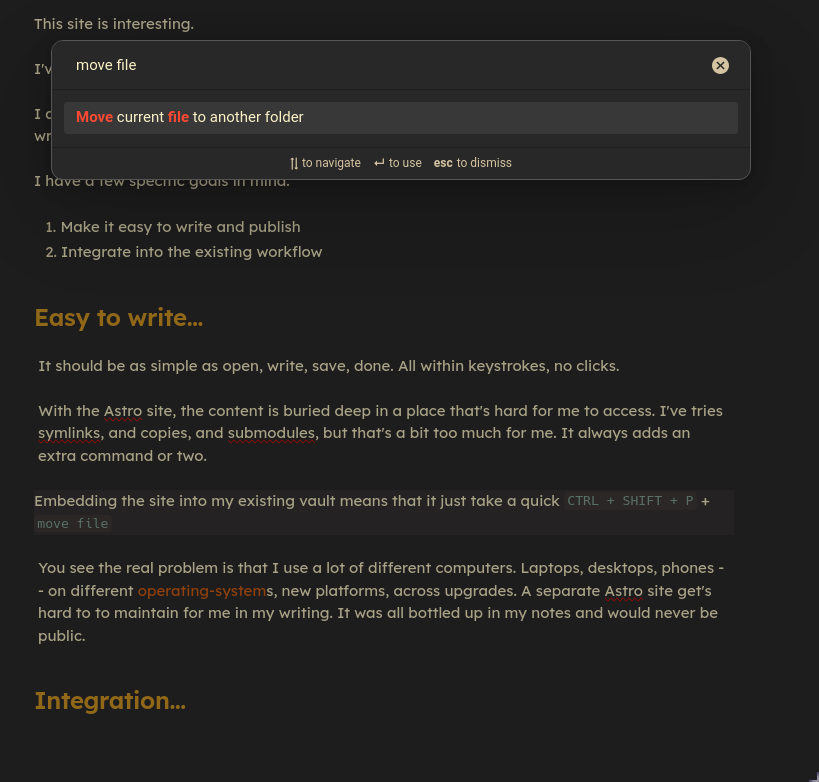 This site is interesting.
move file
I'v
Move current file to another folder
I
wr
to navigate ↵ to use esc to dismiss
I have a few specific goals in mind.
1. Make it easy to write and publish
2. Integrate into the existing workflow
Easy to write...
It should be as simple as open, write, save, done. All within keystrokes, no clicks.
With the Astro site, the content is buried deep in a place that's hard for me to access. I've tries
symlinks, and copies, and submodules, but that's a bit too much for me. It always adds an
extra command or two.
Embedding the site into my existing vault means that it just take a quick CTRL + SHIFT + P +
move file
You see the real problem is that I use a lot of different computers. Laptops, desktops, phones -
- on different operating-systems, new platforms, across upgrades. A separate Astro site get's
hard to to maintain for me in my writing. It was all bottled up in my notes and would never be
public.
Integration...